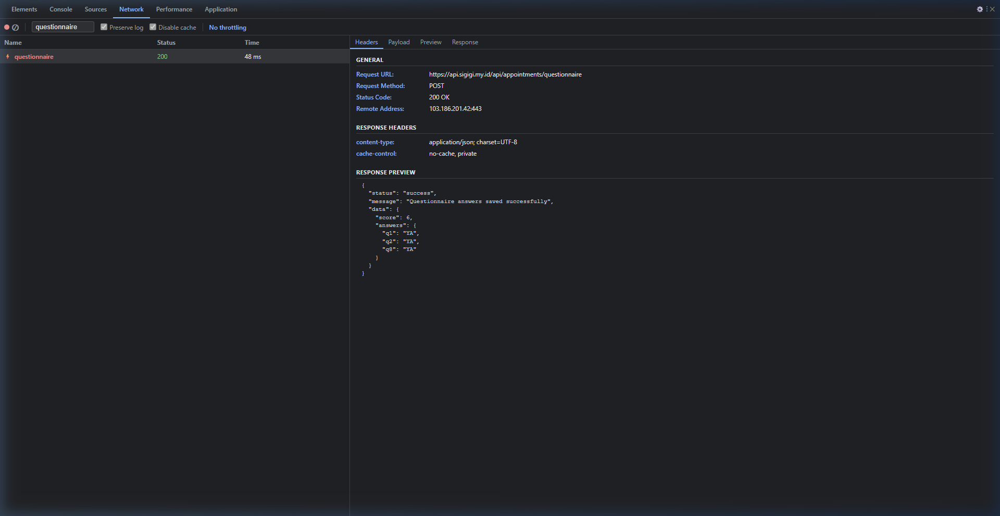 Elements Console Sources Network Performance Application
questionnaire Preserve log Disable cache No throttling
Name Status Time
questionnaire 200 48 ms
Headers Payload Preview Response
GENERAL
Request URL: https://api.sigigi.my.id/api/appointments/questionnaire
Request Method: POST
Status Code: 200 OK
Remote Address: 103.186.201.42:443
RESPONSE HEADERS
content-type: application/json; charset=UTF-8
cache-control: no-cache, private
RESPONSE PREVIEW
{
  "status": "success",
  "message": "Questionnaire answers saved successfully",
  "data": {
    "score": 6,
    "answers": {
      "q1": "YA",
      "q2": "YA",
      "q8": "YA"
    }
  }
}